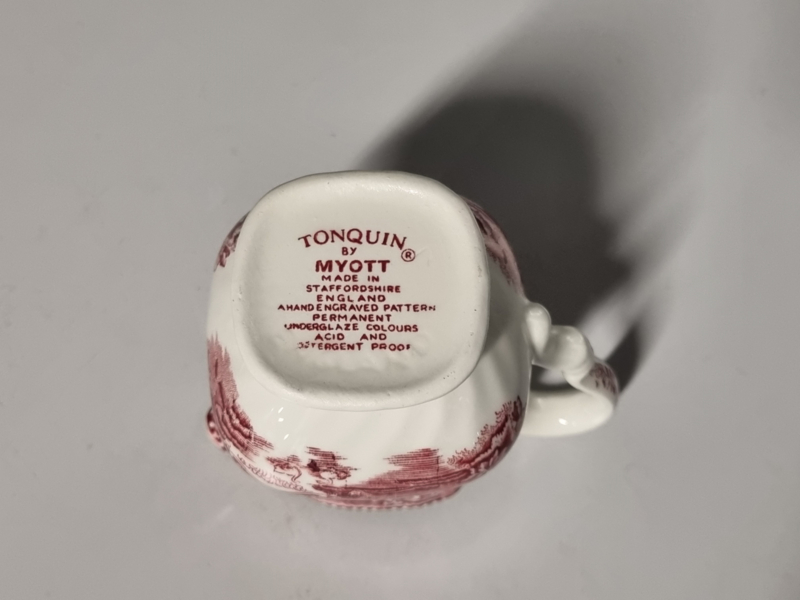 TONQUIN
BY ®
MYOTT
MADE IN
STAFFORDSHIRE
ENGLAND
A HAND ENGRAVED PATTERN
PERMANENT
UNDERGLAZE COLOURS
ACID AND
DETERGENT PROOF